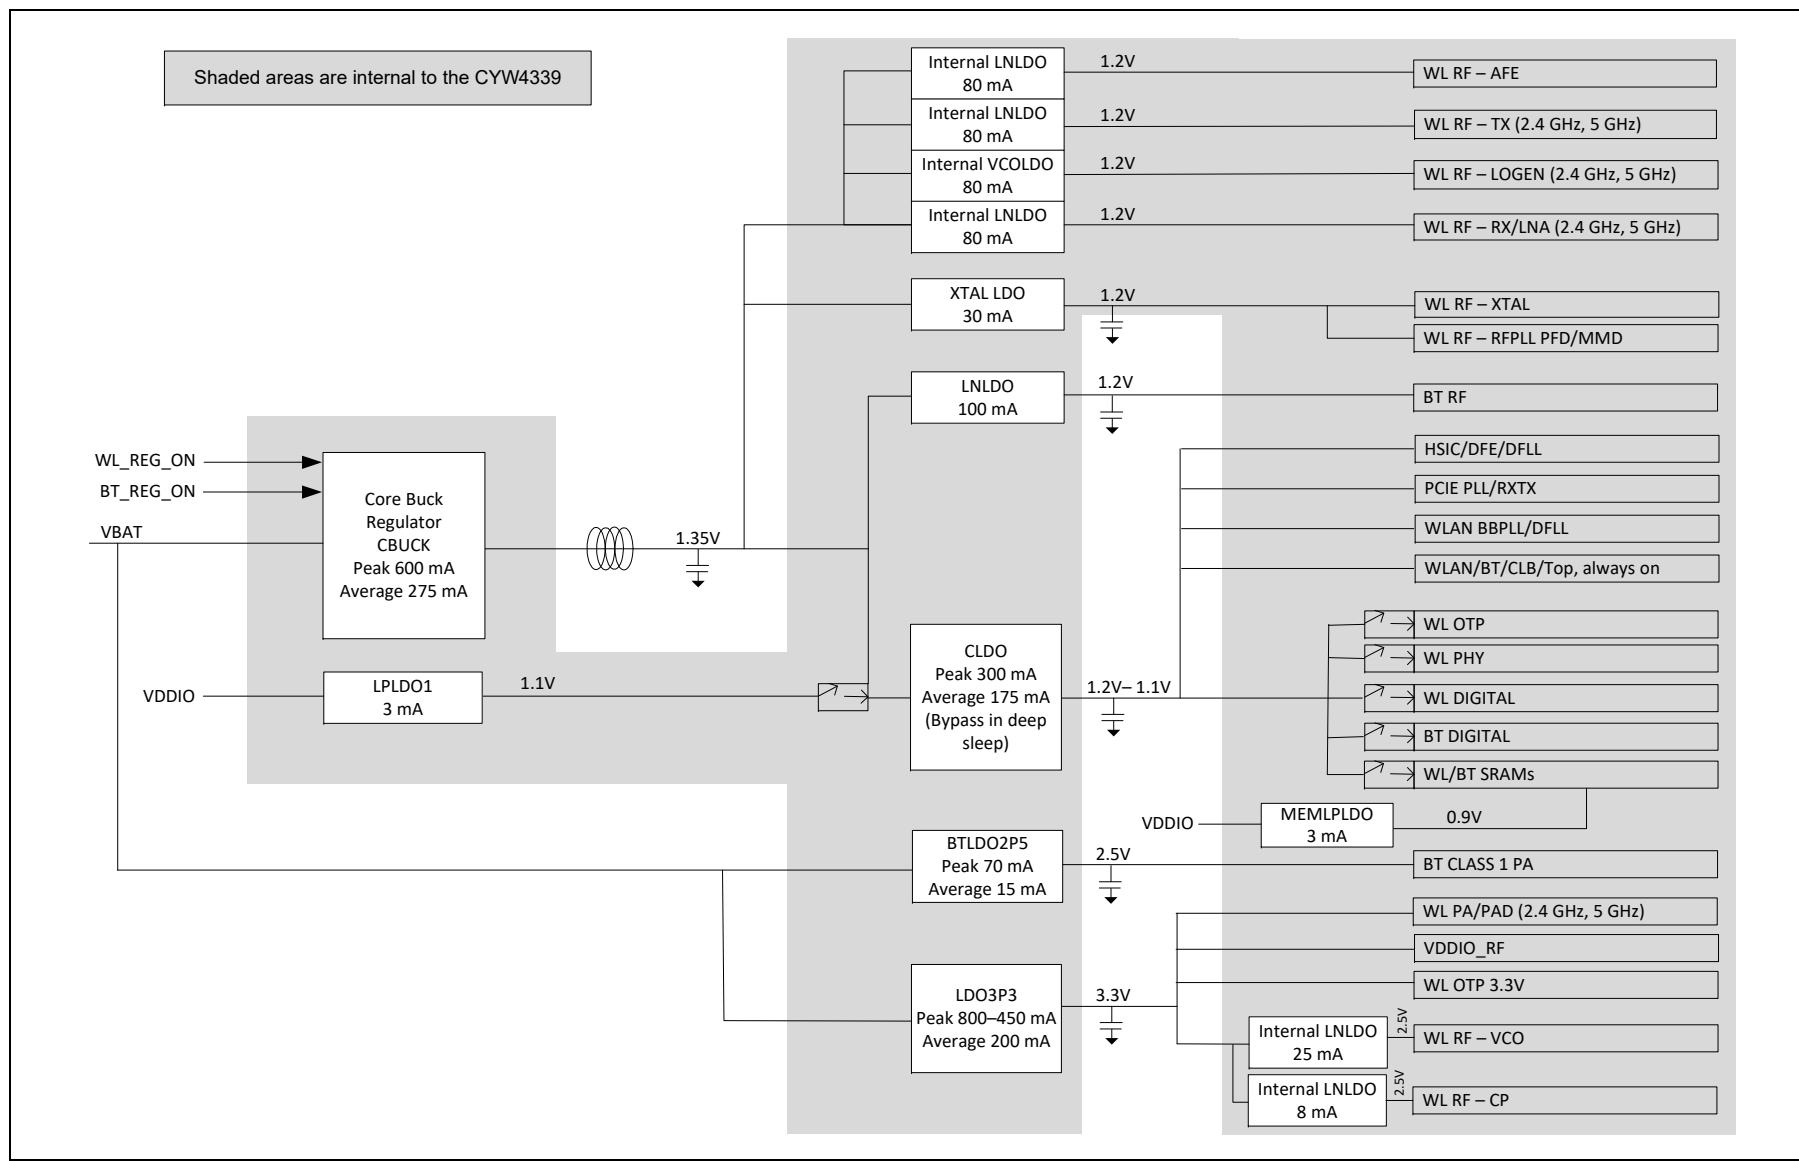 Shaded areas are internal to the CYW4339
Internal LNLDO
80 mA
1.2V
WL RF – AFE
Internal LNLDO
80 mA
1.2V
WL RF – TX (2.4 GHz, 5 GHz)
Internal VCOLDO
80 mA
1.2V
WL RF – LOGEN (2.4 GHz, 5 GHz)
Internal LNLDO
80 mA
1.2V
WL RF – RX/LNA (2.4 GHz, 5 GHz)
XTAL LDO
30 mA
1.2V
WL RF – XTAL
WL RF – RFPLL PFD/MMD
LNLDO
100 mA
1.2V
BT RF
WL_REG_ON
BT_REG_ON
VBAT
Core Buck
Regulator
CBUCK
Peak 600 mA
Average 275 mA
1.35V
HSIC/DFE/DFLL
PCIE PLL/RXTX
WLAN BBPLL/DFLL
WLAN/BT/CLB/Top, always on
VDDIO
LPLDO1
3 mA
1.1V
CLDO
Peak 300 mA
Average 175 mA
(Bypass in deep
sleep)
1.2V– 1.1V
WL OTP
WL PHY
WL DIGITAL
BT DIGITAL
WL/BT SRAMs
VDDIO
MEMLPLDO
3 mA
0.9V
BTLDO2P5
Peak 70 mA
Average 15 mA
2.5V
BT CLASS 1 PA
LDO3P3
Peak 800–450 mA
Average 200 mA
3.3V
WL PA/PAD (2.4 GHz, 5 GHz)
VDDIO_RF
WL OTP 3.3V
Internal LNLDO
25 mA
2.5V
WL RF – VCO
Internal LNLDO
8 mA
2.5V
WL RF – CP